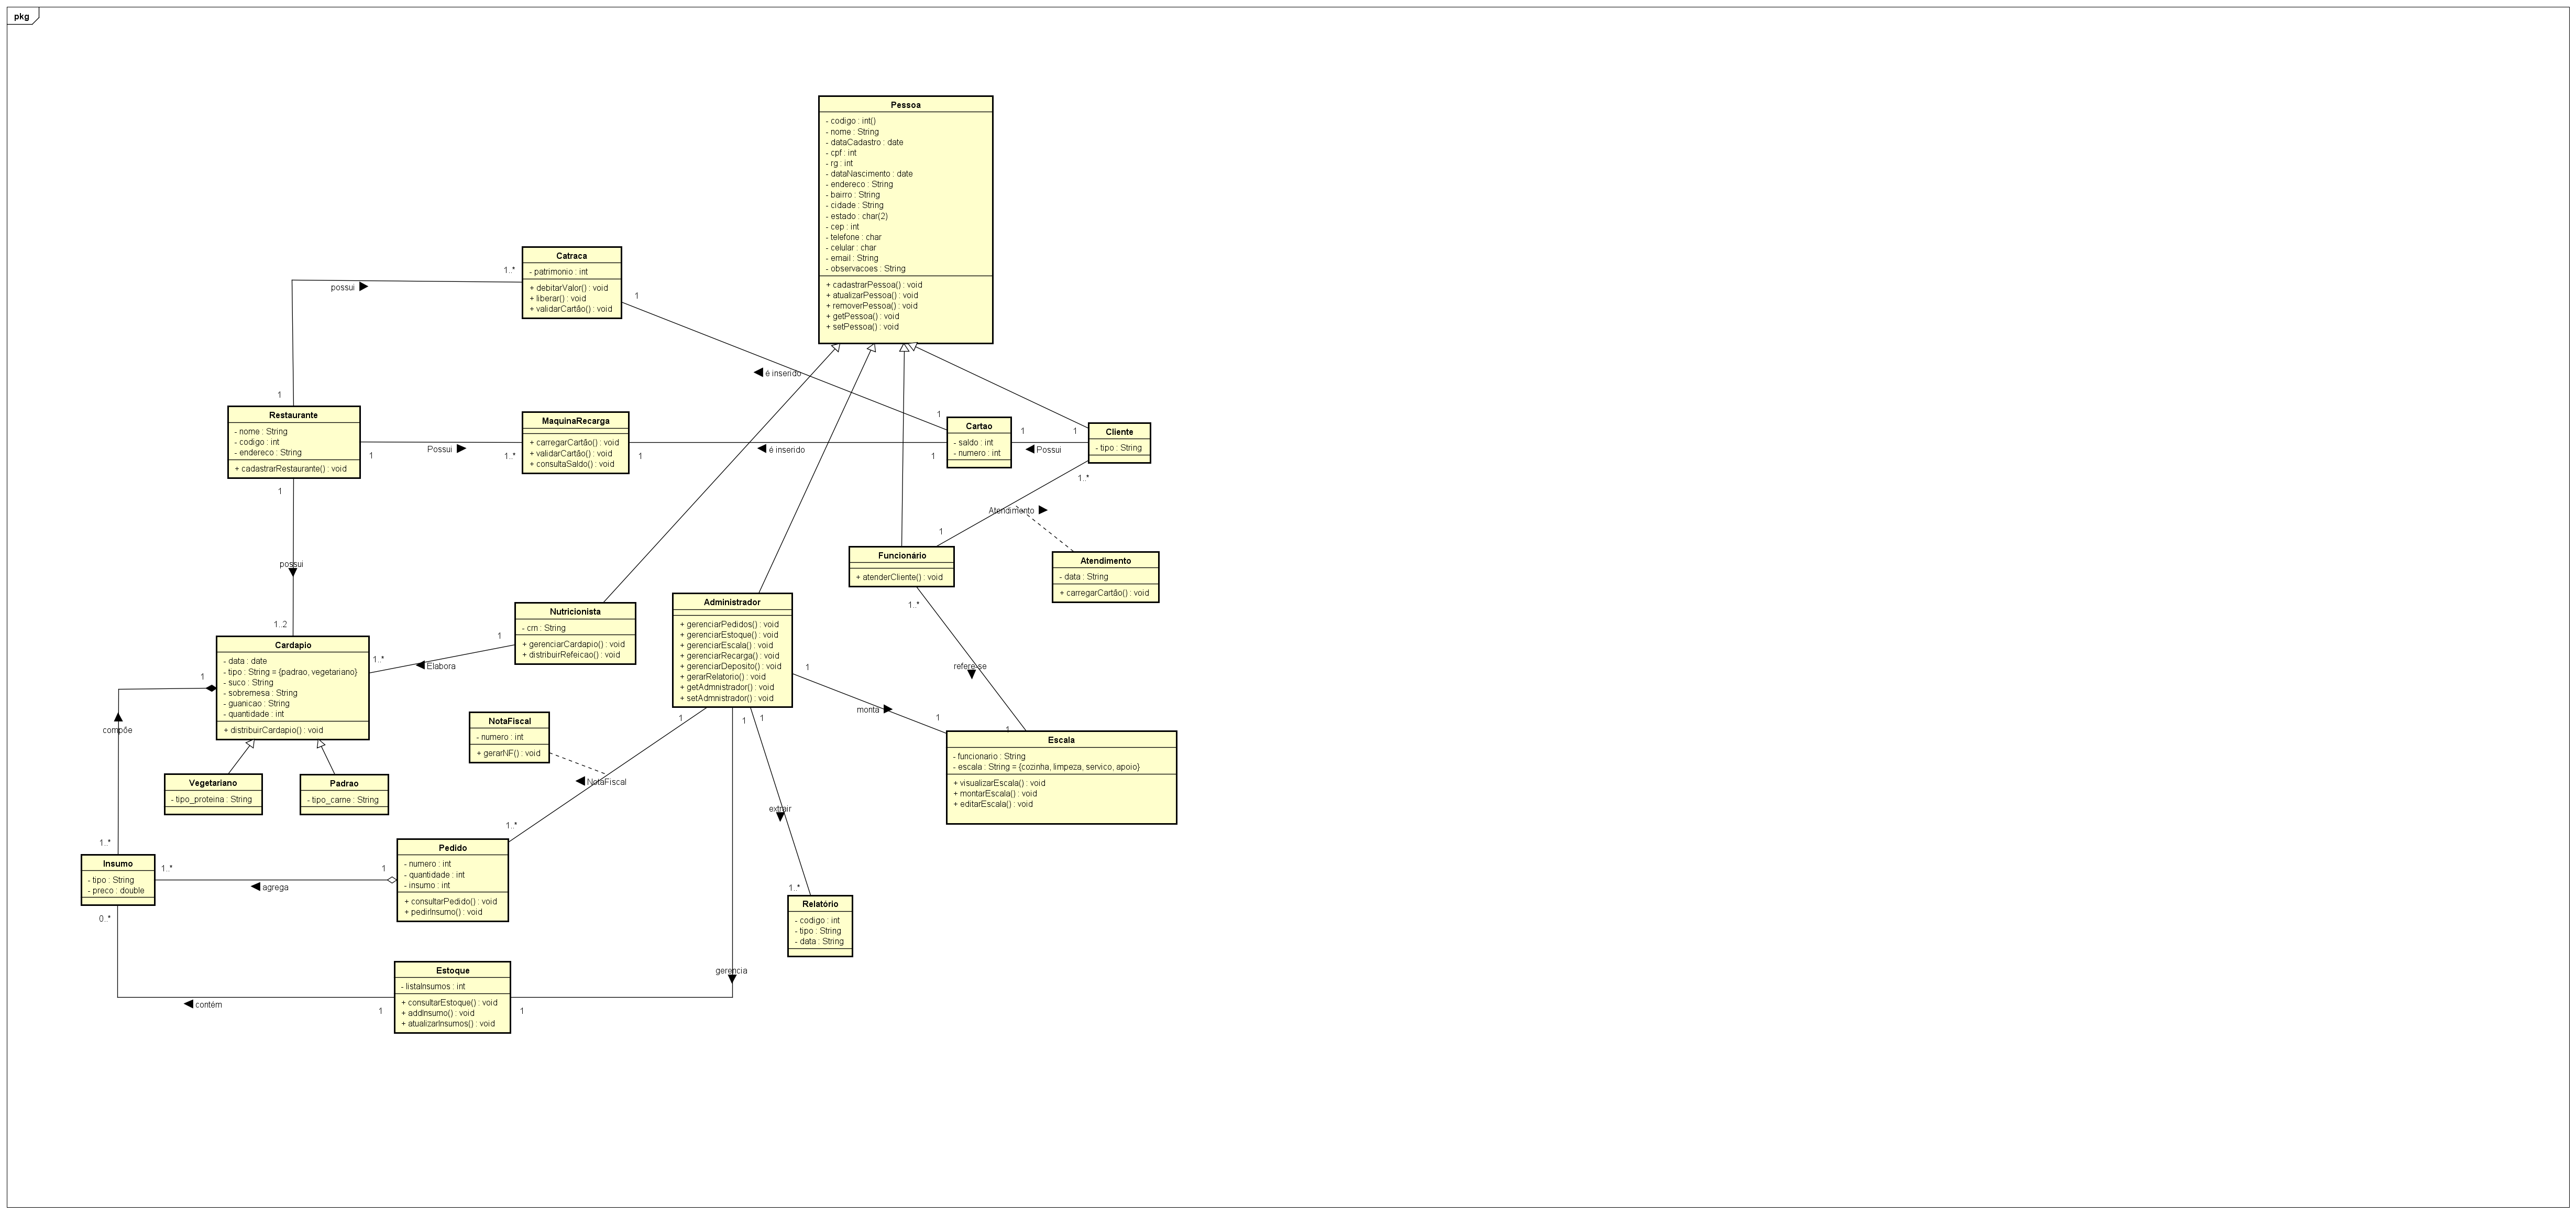 pkg
Pessoa
- codigo : int()
- nome : String
- dataCadastro : date
- cpf : int
- rg : int
- dataNascimento : date
- endereco : String
- bairro : String
- cidade : String
- estado : char(2)
- cep : int
- telefone : char
- celular : char
- email : String
- observacoes : String
+ cadastrarPessoa() : void
+ atualizarPessoa() : void
+ removerPessoa() : void
+ getPessoa() : void
+ setPessoa() : void
Catraca
- patrimonio : int
+ debitarValor() : void
+ liberar() : void
+ validarCartão() : void
1..*
possui
1
1
é inserido
1
Restaurante
- nome : String
- codigo : int
- endereco : String
+ cadastrarRestaurante() : void
1
Possui
1..*
MaquinaRecarga
+ carregarCartão() : void
+ validarCartão() : void
+ consultaSaldo() : void
1
é inserido
1
Cartao
- saldo : int
- numero : int
1
Possui
1
Cliente
- tipo : String
1..*
Atendimento
1
1
possui
1..2
Funcionário
+ atenderCliente() : void
Atendimento
- data : String
+ carregarCartão() : void
1..*
refere-se
1
Nutricionista
- crn : String
+ gerenciarCardapio() : void
+ distribuirRefeicao() : void
1
Elabora
1..*
Administrador
+ gerenciarPedidos() : void
+ gerenciarEstoque() : void
+ gerenciarEscala() : void
+ gerenciarRecarga() : void
+ gerenciarDeposito() : void
+ gerarRelatorio() : void
+ getAdmnistrador() : void
+ setAdmnistrador() : void
1
monta
1
Cardapio
- data : date
- tipo : String = {padrao, vegetariano}
- suco : String
- sobremesa : String
- guanicao : String
- quantidade : int
+ distribuirCardapio() : void
1
compõe
1..*
NotaFiscal
- numero : int
+ gerarNF() : void
1
1
1
NotaFiscal
1..*
Escala
- funcionario : String
- escala : String = {cozinha, limpeza, servico, apoio}
+ visualizarEscala() : void
+ montarEscala() : void
+ editarEscala() : void
Vegetariano
- tipo_proteina : String
Padrao
- tipo_carne : String
extrair
1..*
Insumo
- tipo : String
- preco : double
1..*
agrega
1
Pedido
- numero : int
- quantidade : int
- insumo : int
+ consultarPedido() : void
+ pedirInsumo() : void
Relatório
- codigo : int
- tipo : String
- data : String
0..*
contém
1
Estoque
- listaInsumos : int
+ consultarEstoque() : void
+ addInsumo() : void
+ atualizarInsumos() : void
1
gerencia